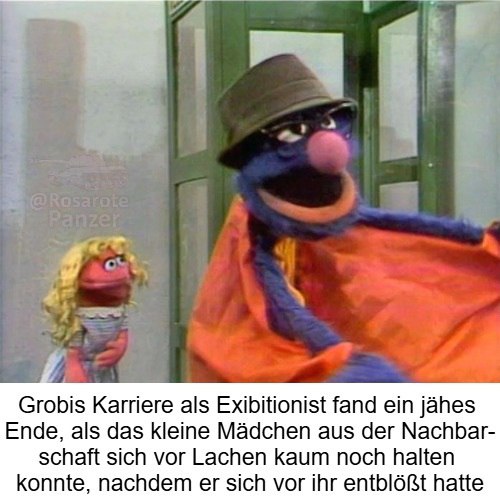 @Rosarote
Panzer
Grobis Karriere als Exibitionist fand ein jähes
Ende, als das kleine Mädchen aus der Nachbar-
schaft sich vor Lachen kaum noch halten
konnte, nachdem er sich vor ihr entblößt hatte